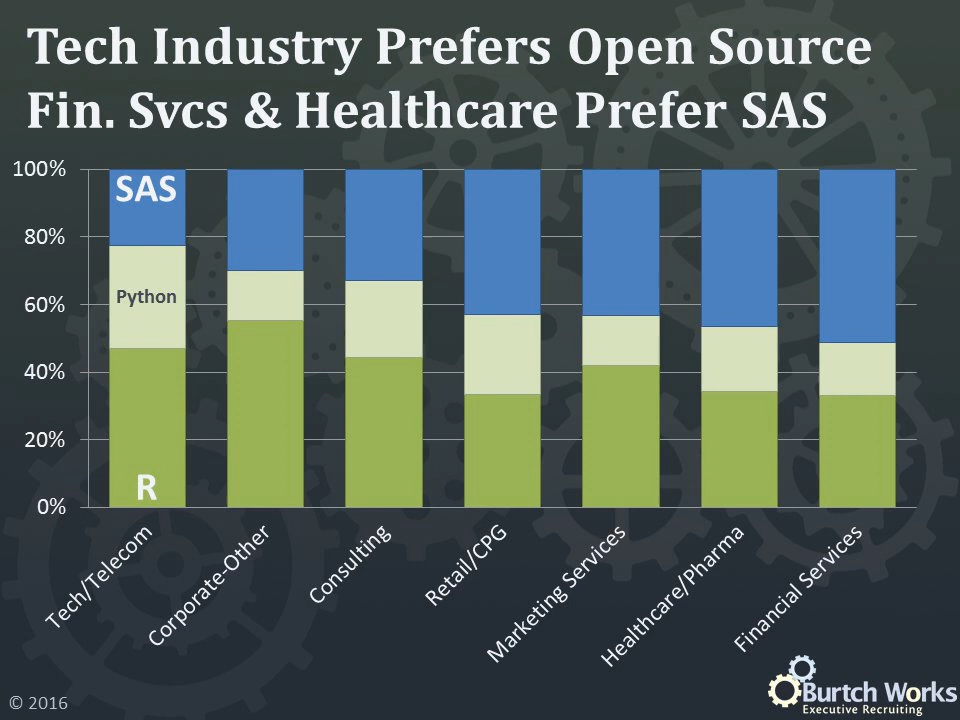 Tech Industry Prefers Open Source
Fin. Svcs & Healthcare Prefer SAS
100%
80%
60%
40%
20%
0%
SAS
Python
R
Tech/Telecom
Corporate-Other
Consulting
Retail/CPG
Marketing Services
Healthcare/Pharma
Financial Services
© 2016
Burtch Works
Executive Recruiting